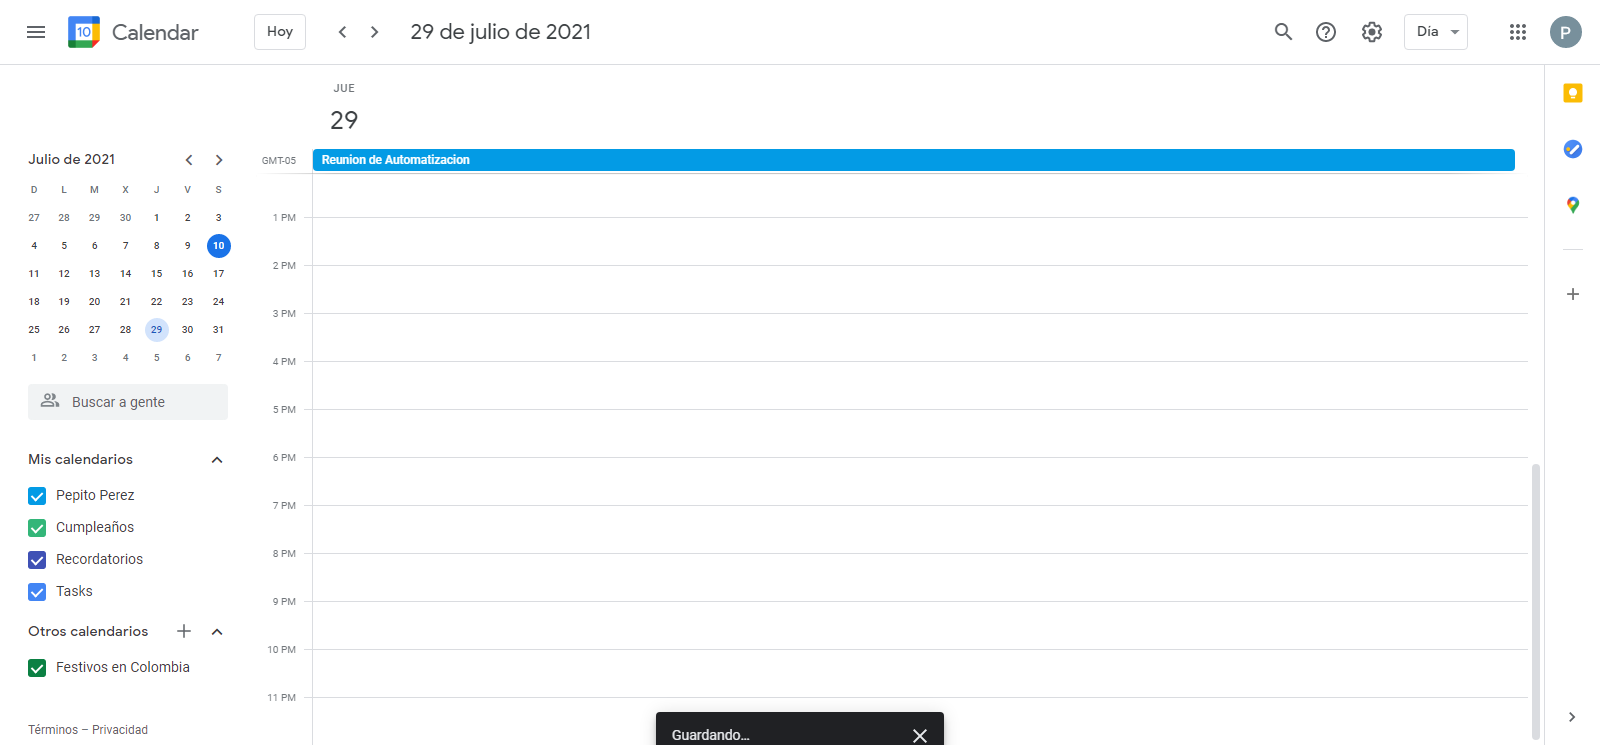 10 Calendar Hoy 29 de julio de 2021 Día P
JUE
29
Julio de 2021
GMT-05 Reunion de Automatizacion
D L M X J V S
27 28 29 30 1 2 3
4 5 6 7 8 9 10
11 12 13 14 15 16 17
18 19 20 21 22 23 24
25 26 27 28 29 30 31
1 2 3 4 5 6 7
Buscar a gente
Mis calendarios
Pepito Perez
Cumpleaños
Recordatorios
Tasks
Otros calendarios
Festivos en Colombia
Términos – Privacidad
1 PM
2 PM
3 PM
4 PM
5 PM
6 PM
7 PM
8 PM
9 PM
10 PM
11 PM
Guardando...